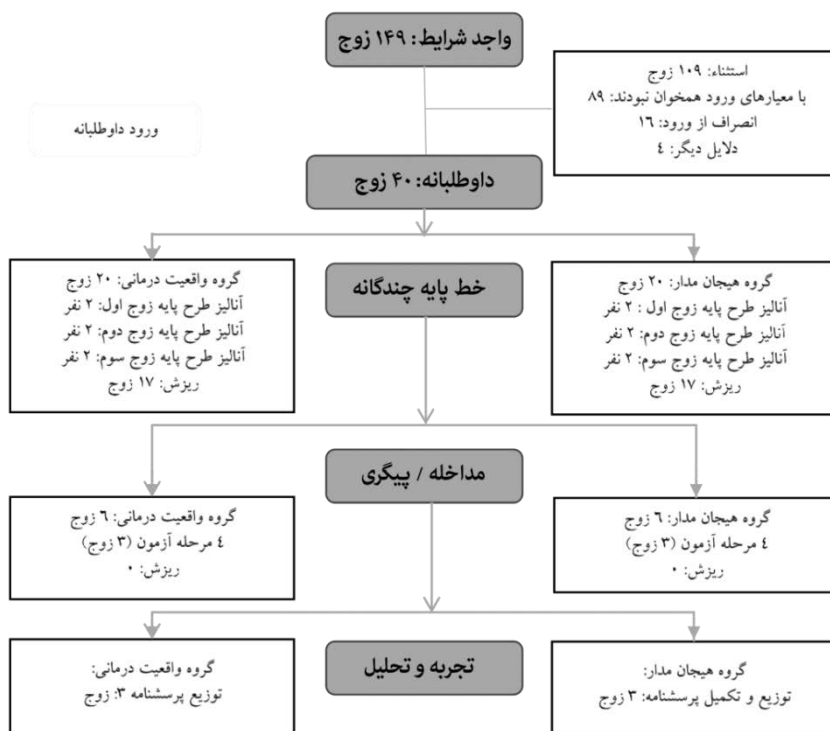 واجد شرایط: ۱۴۹ زوج
استثناء: ۱۰۹ زوج
با معیارهای ورود همخوان نبودند: ۸۹
انصراف از ورود: ۱۶
دلایل دیگر: ٤
ورود داوطلبانه
داوطلبانه: ۴۰ زوج
گروه هیجان مدار: ۲۰ زوج
آنالیز طرح پایه زوج اول : ۲ نفر
آنالیز طرح پایه زوج دوم: ۲ نفر
آنالیز طرح پایه زوج سوم: ۲ نفر
ریزش: ۱۷ زوج
خط پایه چندگانه
گروه واقعیت درمانی: ۲۰ زوج
آنالیز طرح پایه زوج اول: ۲ نفر
آنالیز طرح پایه زوج دوم: ۲ نفر
آنالیز طرح پایه زوج سوم: ۲ نفر
ریزش: ۱۷ زوج
مداخله / پیگری
گروه هیجان مدار: ٦ زوج
٤ مرحله آزمون (۳ زوج)
ریزش: ۰
گروه واقعیت درمانی: ٦ زوج
٤ مرحله آزمون (۳ زوج)
ریزش: ۰
تجربه و تحلیل
گروه هیجان مدار:
توزیع و تکمیل پرسشنامه: ۳ زوج
گروه واقعیت درمانی:
توزیع پرسشنامه ۳: زوج